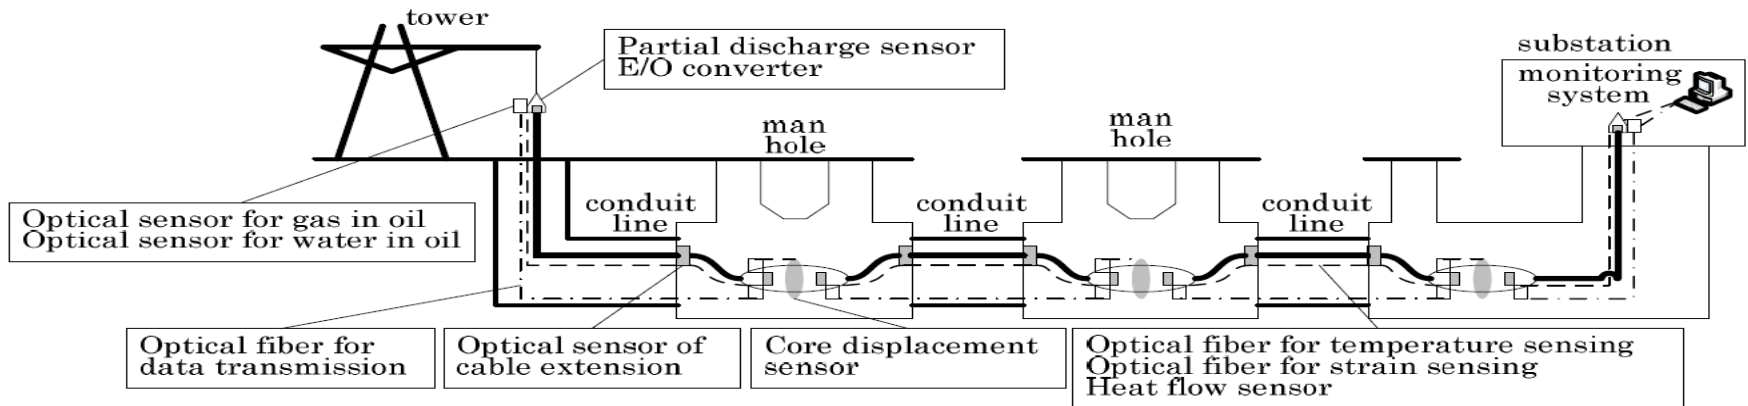 tower
Partial discharge sensor
E/O converter
substation
monitoring
system
man
hole
man
hole
conduit
line
conduit
line
conduit
line
Optical sensor for gas in oil
Optical sensor for water in oil
Optical fiber for
data transmission
Optical sensor of
cable extension
Core displacement
sensor
Optical fiber for temperature sensing
Optical fiber for strain sensing
Heat flow sensor